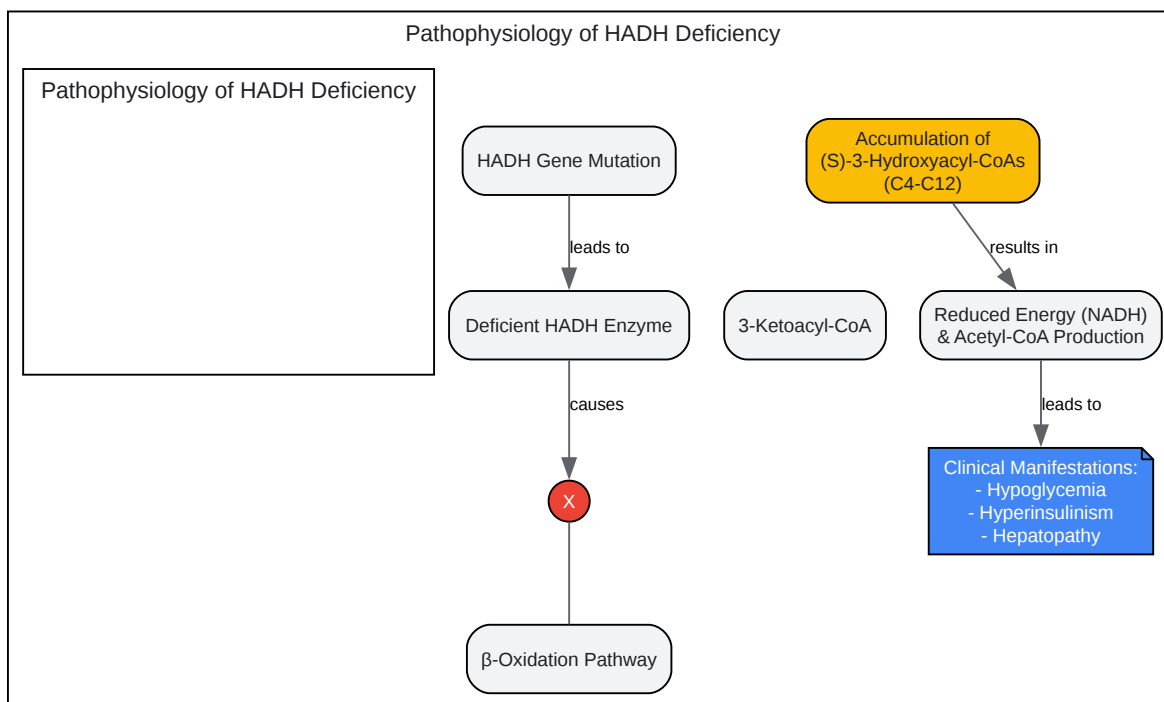 Pathophysiology of HADH Deficiency
Pathophysiology of HADH Deficiency
HADH Gene Mutation
leads to
Deficient HADH Enzyme
causes
X
β-Oxidation Pathway
3-Ketoacyl-CoA
Accumulation of
(S)-3-Hydroxyacyl-CoAs
(C4-C12)
results in
Reduced Energy (NADH)
& Acetyl-CoA Production
leads to
Clinical Manifestations:
- Hypoglycemia
- Hyperinsulinism
- Hepatopathy